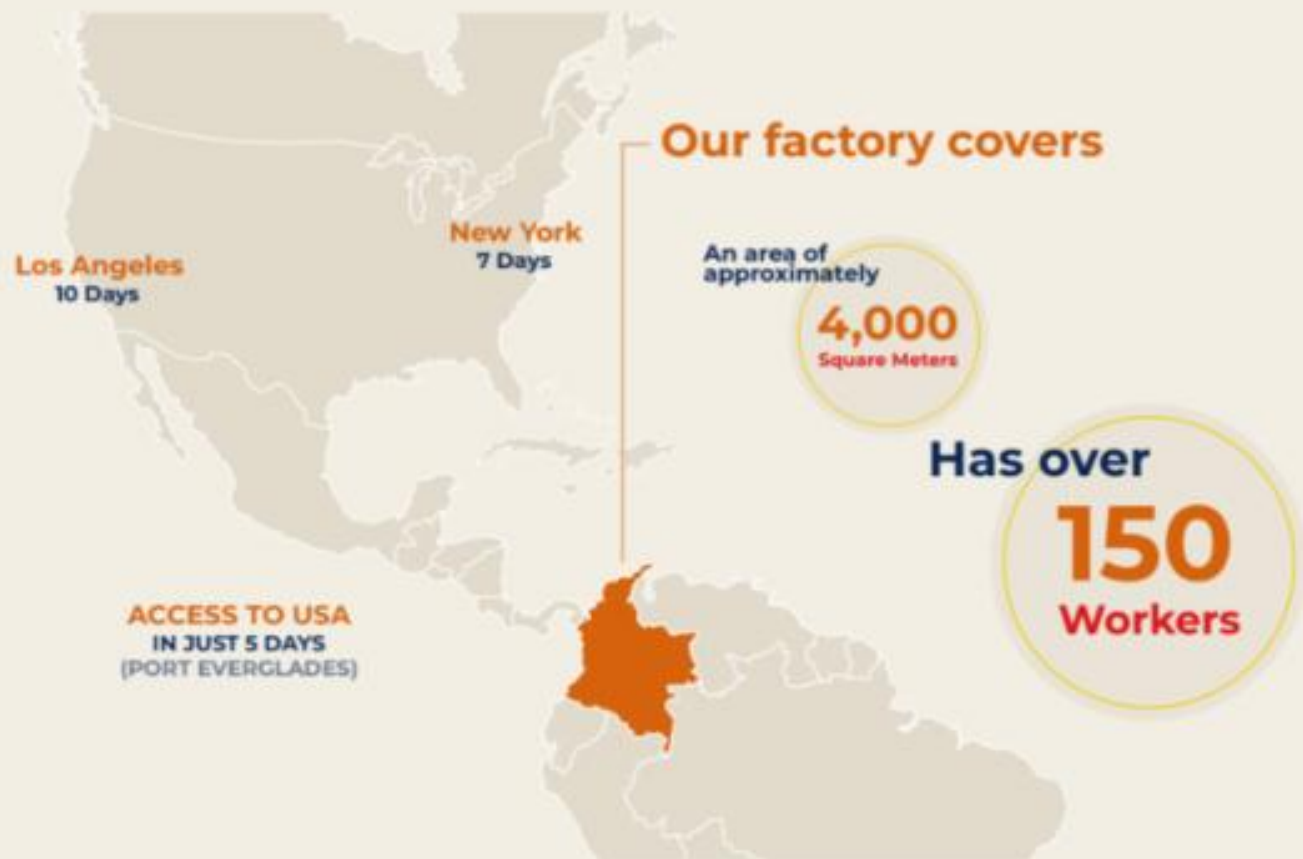 Our factory covers
New York
7 Days
Los Angeles
10 Days
An area of
approximately
4,000
Square Meters
Has over
150
Workers
ACCESS TO USA
IN JUST 5 DAYS
(PORT EVERGLADES)